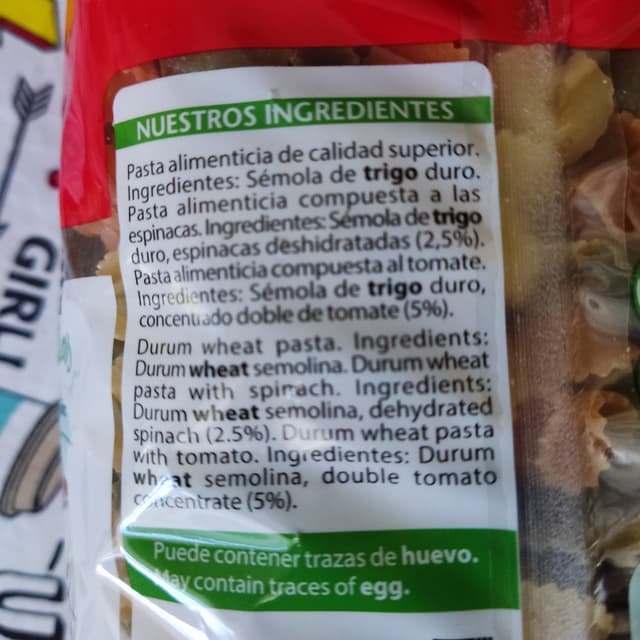 NUESTROS INGREDIENTES
Pasta alimenticia de calidad superior.
Ingredientes: Sémola de trigo duro.
Pasta alimenticia compuesta a las
espinacas. Ingredientes: Sémola de trigo
duro, espinacas deshidratadas (2,5%).
Pasta alimenticia compuesta al tomate.
Ingredientes: Sémola de trigo duro,
concentrado doble de tomate (5%).
Durum wheat pasta. Ingredients:
Durum wheat semolina. Durum wheat
pasta with spinach. Ingredients:
Durum wheat semolina, dehydrated
spinach (2.5%). Durum wheat pasta
with tomato. Ingredientes: Durum
wheat semolina, double tomato
concentrate (5%).
Puede contener trazas de huevo.
May contain traces of egg.
GIRL